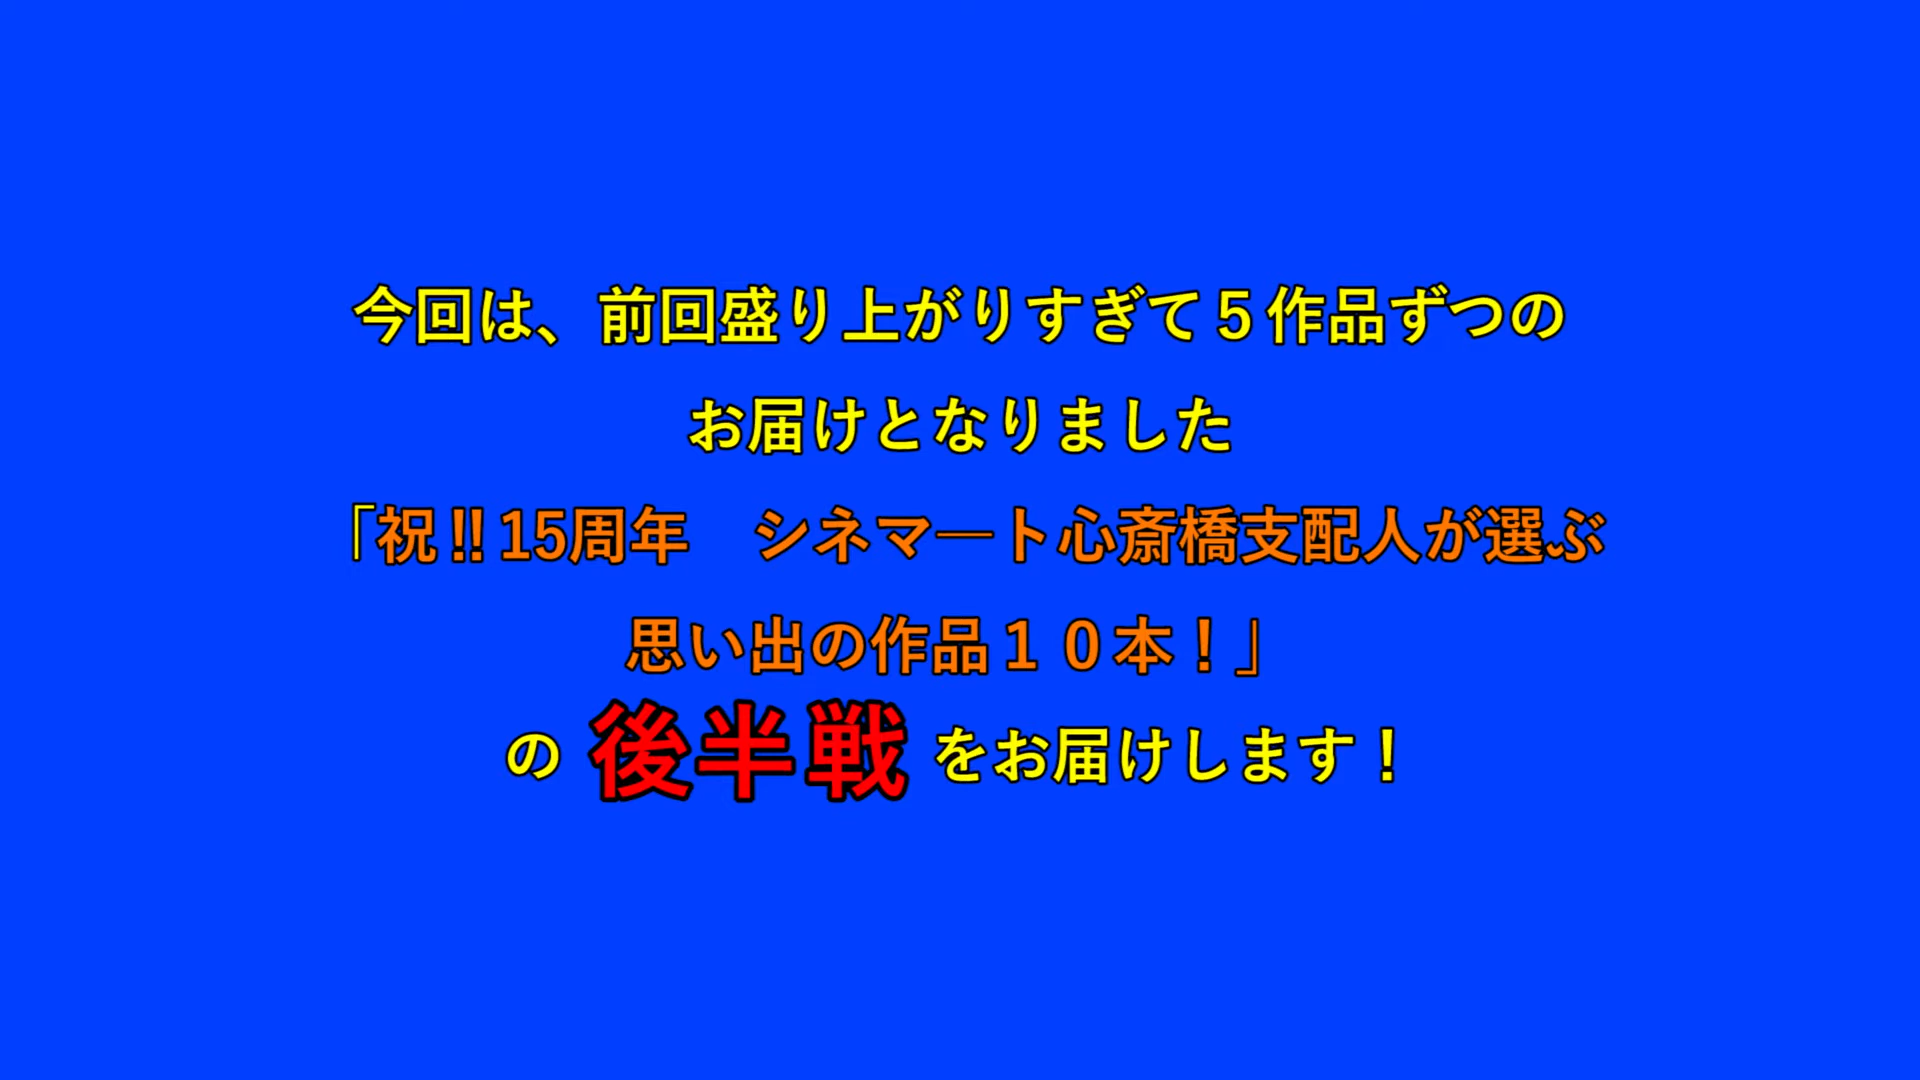 今回は、前回盛り上がりすぎて５作品ずつの
お届けとなりました
「祝‼15周年　シネマ―ト心斎橋支配人が選ぶ
思い出の作品１０本！」
の 後半戦 をお届けします！